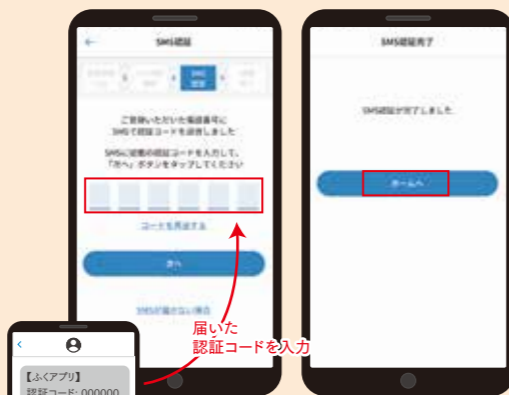 SMS認証
SMS
認証
ご登録いただいた電話番号に
SMSで認証コードを送信しました
SMSに記載の認証コードを入力して、
「次へ」ボタンをタップしてください
コードを再送する
次へ
SMSが届かない場合
届いた
認証コードを入力
【ふくアプリ】
認証コード: 000000
SMS認証完了
SMS認証が完了しました
ホームへ